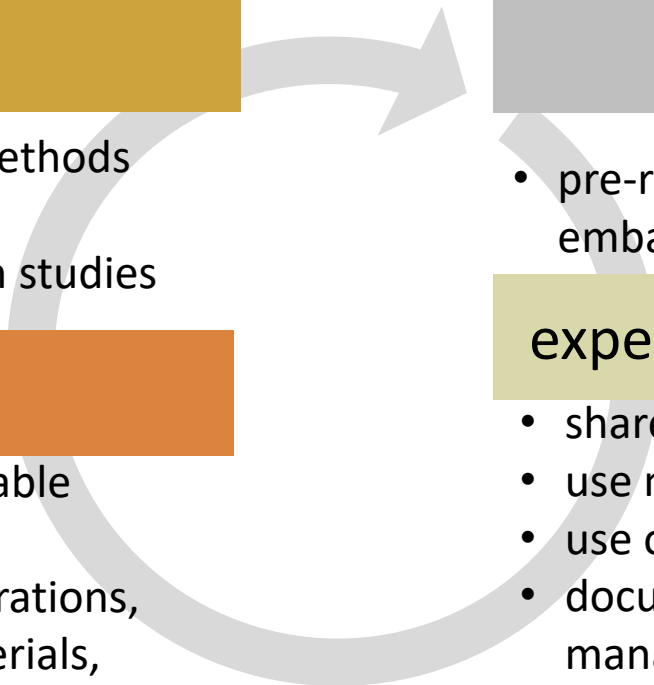 ethods
n studies
able
rations,
erials,
• pre-r
emba
expe
• share
• use r
• use o
• docu
mana